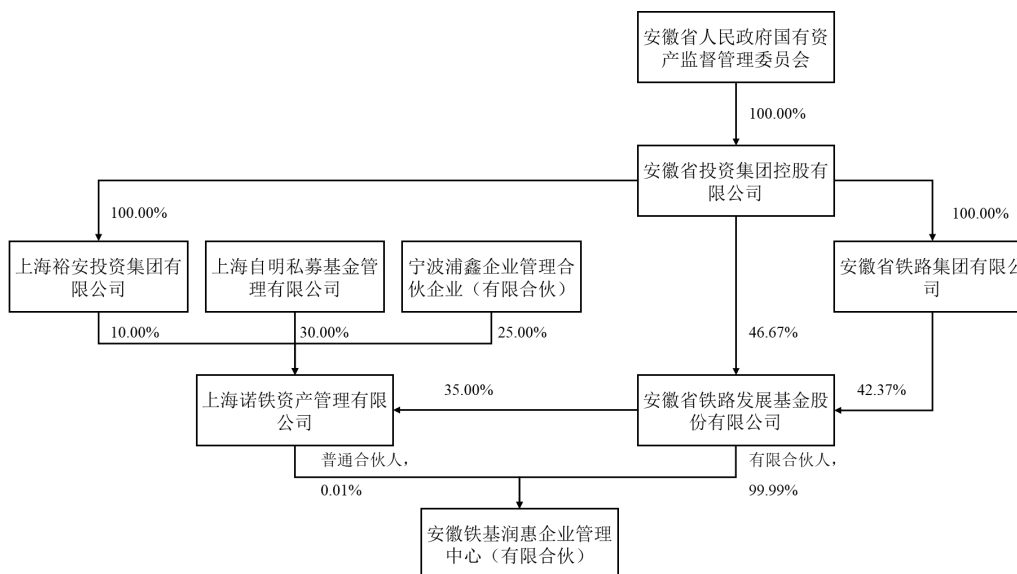 安徽省人民政府国有资
产监督管理委员会
100.00%
安徽省投资集团控股有
限公司
100.00%
100.00%
上海裕安投资集团有
限公司
上海自明私募基金管
理有限公司
宁波浦鑫企业管理合
伙企业（有限合伙）
安徽省铁路集团有限公
司
10.00%
30.00%
25.00%
46.67%
上海诺铁资产管理有限
公司
35.00%
安徽省铁路发展基金股
份有限公司
42.37%
普通合伙人，
0.01%
有限合伙人，
99.99%
安徽铁基润惠企业管理
中心（有限合伙）